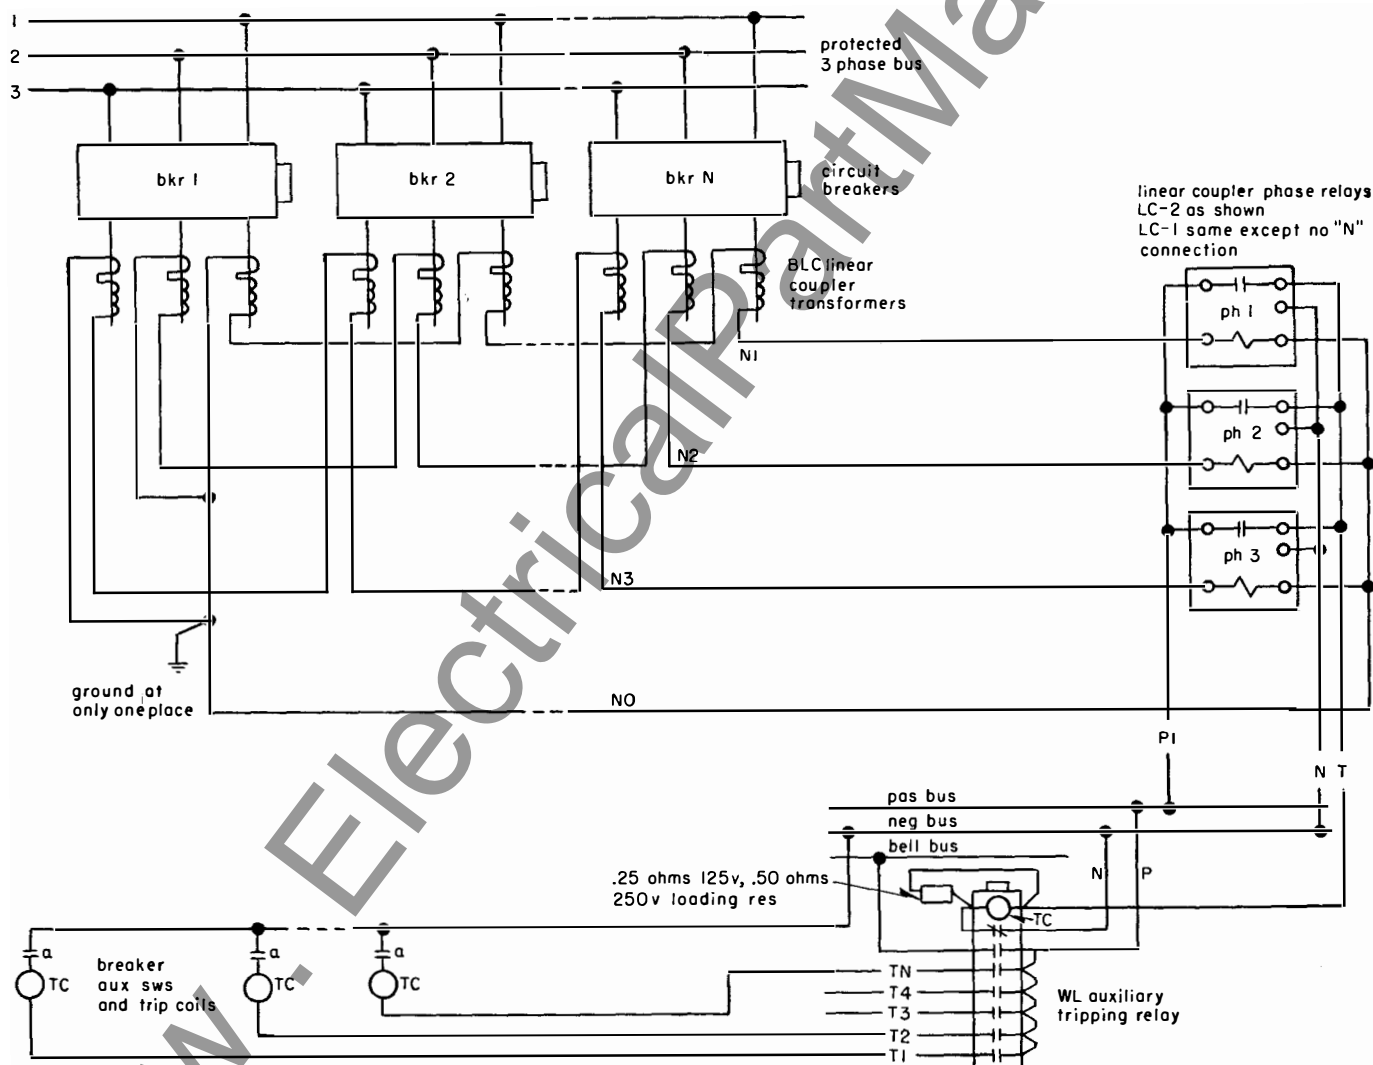 1
2
3
protected
3 phase bus
bkr 1
bkr 2
bkr N
circuit
breakers
linear coupler phase relays
LC-2 as shown
LC-1 same except no "N"
connection
BLC linear
coupler
transformers
ph 1
N1
ph 2
N2
ph 3
N3
ground at
only one place
NO
P1
N T
pas bus
neg bus
bell bus
.25 ohms 125v, .50 ohms
250v loading res
N P
TC
a a a
TC TC TC
breaker
aux sws
and trip coils
TN
T4
T3
T2
T1
WL auxiliary
tripping relay
w. ElectricalPartMa